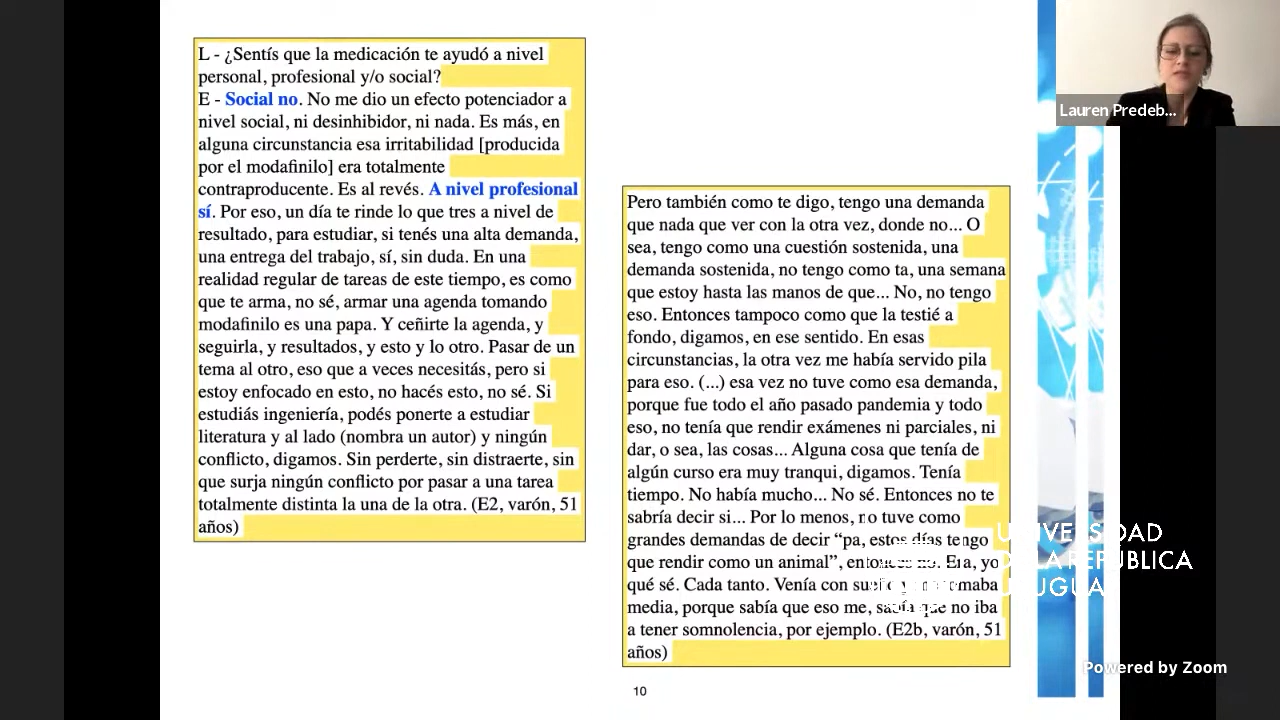 L - ¿Sentís que la medicación te ayudó a nivel
personal, profesional y/o social?
E - Social no. No me dio un efecto potenciador a
nivel social, ni desinhibidor, ni nada. Es más, en
alguna circunstancia esa irritabilidad [producida
por el modafinilo] era totalmente
contraproducente. Es al revés. A nivel profesional
sí. Por eso, un día te rinde lo que tres a nivel de
resultado, para estudiar, si tenés una alta demanda,
una entrega del trabajo, sí, sin duda. En una
realidad regular de tareas de este tiempo, es como
que te arma, no sé, armar una agenda tomando
modafinilo es una papa. Y ceñirte la agenda, y
seguirla, y resultados, y esto y lo otro. Pasar de un
tema al otro, eso que a veces necesitás, pero si
estoy enfocado en esto, no hacés esto, no sé. Si
estudiás ingeniería, podés ponerte a estudiar
literatura y al lado (nombra un autor) y ningún
conflicto, digamos. Sin perderte, sin distraerte, sin
que surja ningún conflicto por pasar a una tarea
totalmente distinta la una de la otra. (E2, varón, 51
años)
Pero también como te digo, tengo una demanda
que nada que ver con la otra vez, donde no... O
sea, tengo como una cuestión sostenida, una
demanda sostenida, no tengo como ta, una semana
que estoy hasta las manos de que... No, no tengo
eso. Entonces tampoco como que la testié a
fondo, digamos, en ese sentido. En esas
circunstancias, la otra vez me había servido pila
para eso. (...) esa vez no tuve como esa demanda,
porque fue todo el año pasado pandemia y todo
eso, no tenía que rendir exámenes ni parciales, ni
dar, o sea, las cosas... Alguna cosa que tenía de
algún curso era muy tranqui, digamos. Tenía
tiempo. No había mucho... No sé. Entonces no te
sabría decir si... Por lo menos, no tuve como
grandes demandas de decir “pa, estos días tengo
que rendir como un animal”, Era, yo
qué sé. Cada tanto. Venía con
media, porque sabía que eso me, sabía que no iba
a tener somnolencia, por ejemplo. (E2b, varón, 51
años)
10
Lauren Predeb...
UNIVERSIDAD
DE LA REPÚBLICA
URUGUAY
Powered by Zoom